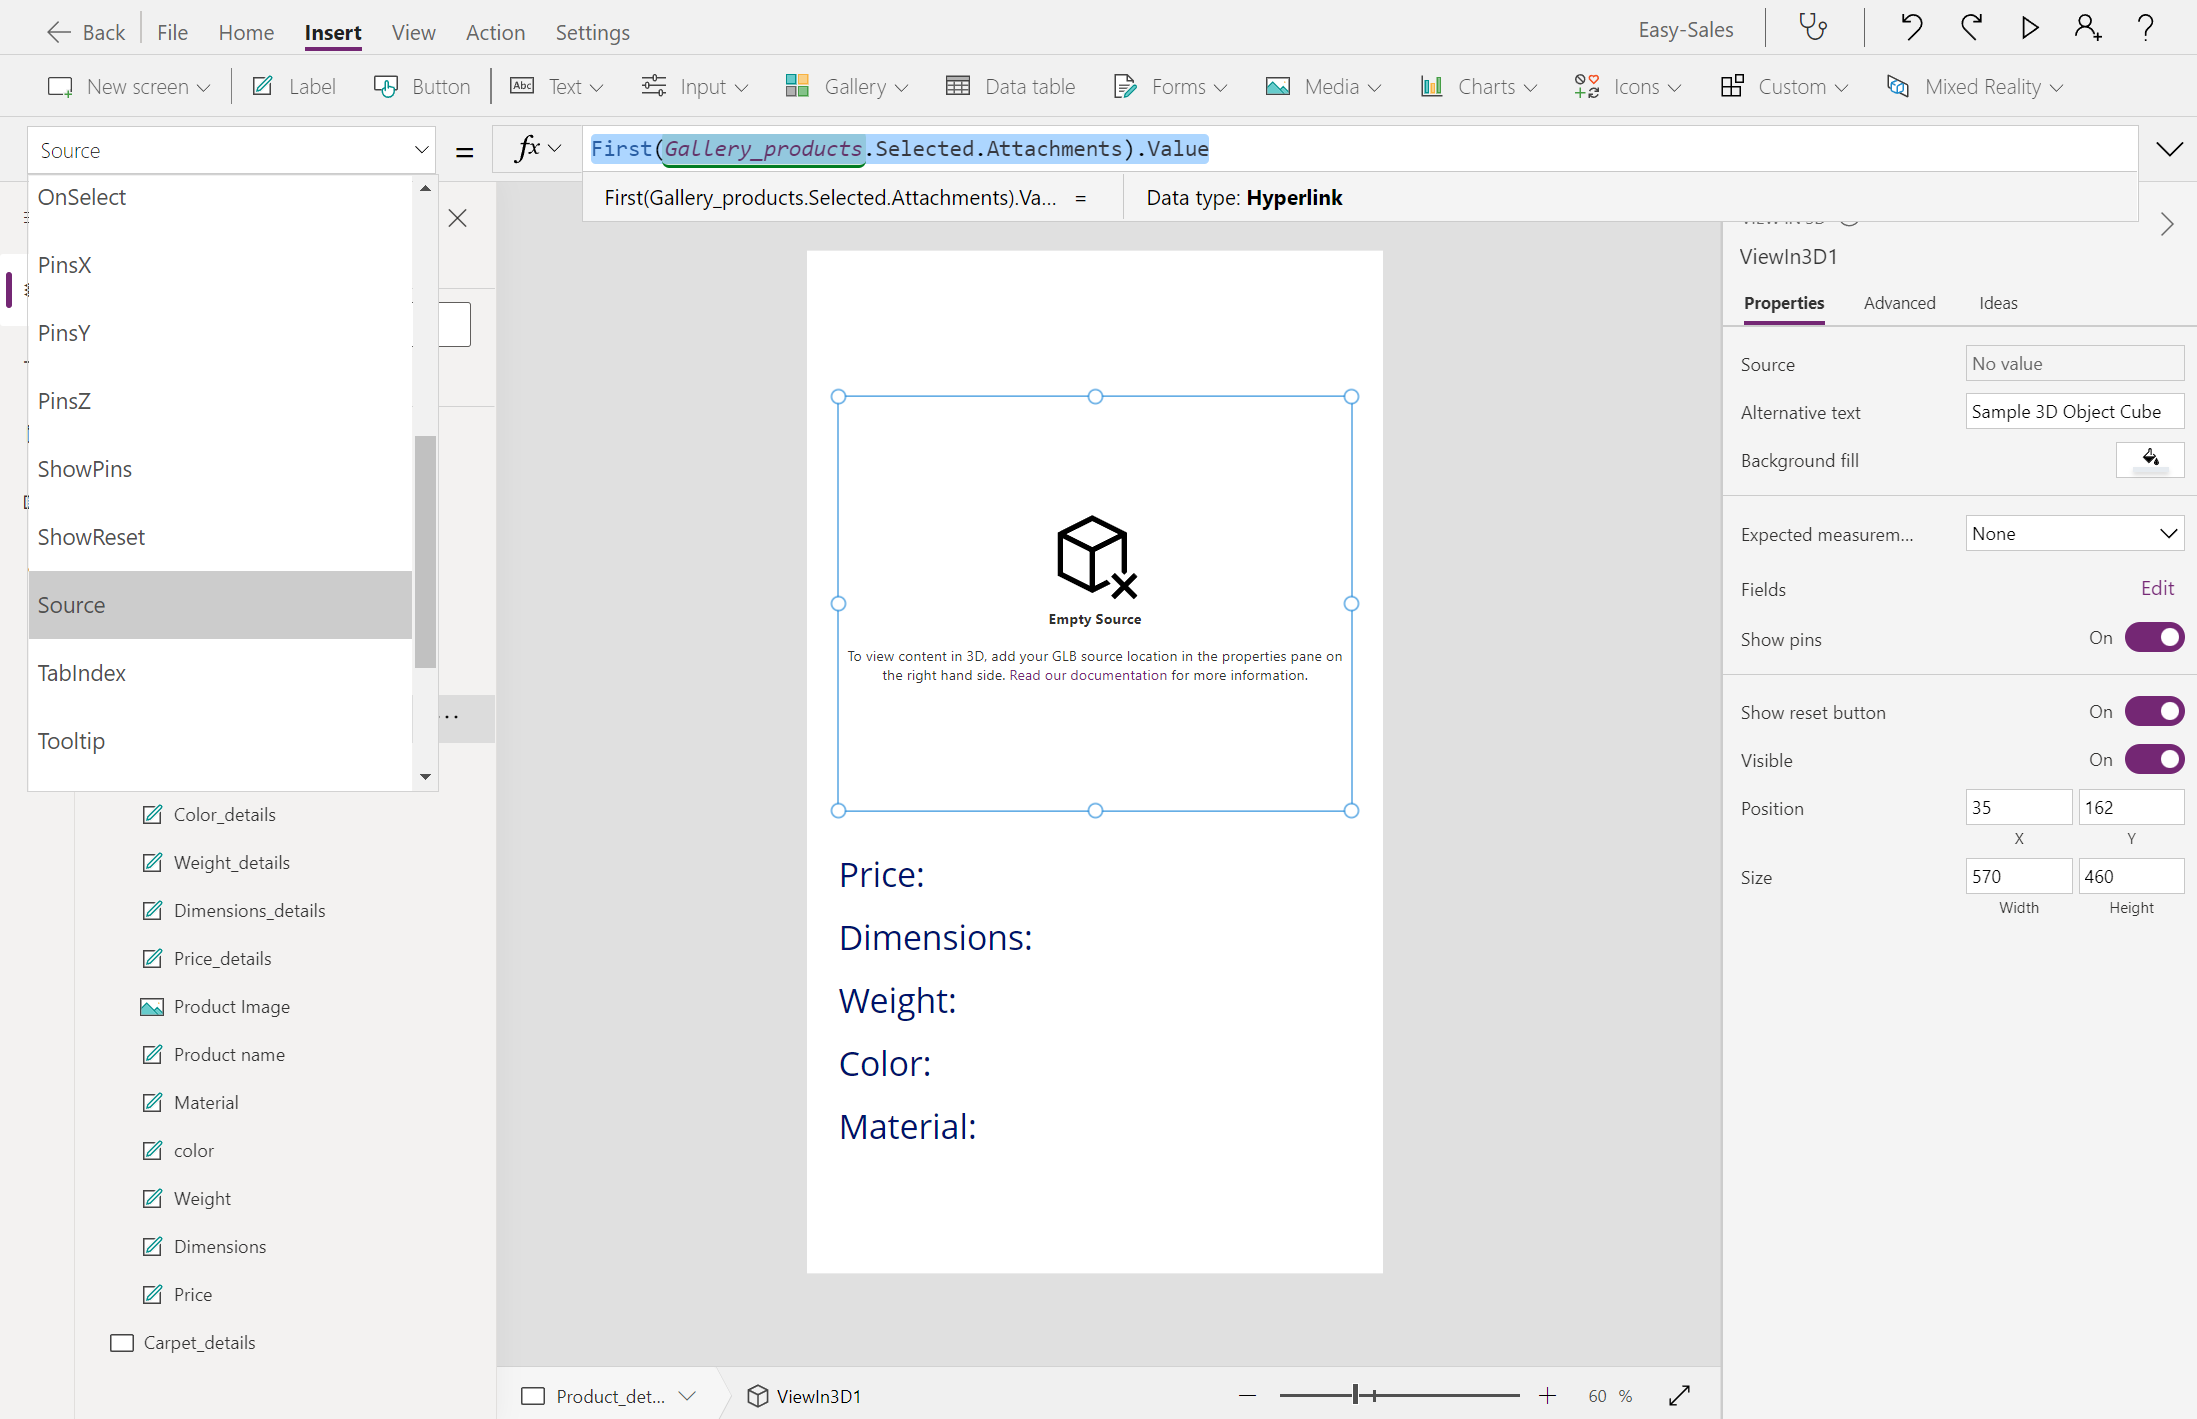 Back
File
Home
Insert
View
Action
Settings
Easy-Sales
New screen
Label
Button
Abc
Text
Input
Gallery
Data table
Forms
Media
Charts
Icons
Custom
Mixed Reality
Source
=
fx
First(Gallery_products.Selected.Attachments).Value
First(Gallery_products.Selected.Attachments).Va... =
Data type: Hyperlink
OnSelect
PinsX
PinsY
PinsZ
ShowPins
ShowReset
Source
TabIndex
Tooltip
...
Color_details
Weight_details
Dimensions_details
Price_details
Product Image
Product name
Material
color
Weight
Dimensions
Price
Carpet_details
Empty Source
To view content in 3D, add your GLB source location in the properties pane on
the right hand side. Read our documentation for more information.
Price:
Dimensions:
Weight:
Color:
Material:
Product_det...
ViewIn3D1
60 %
ViewIn3D1
Properties
Advanced
Ideas
Source
No value
Alternative text
Sample 3D Object Cube
Background fill
Expected measurem...
None
Fields
Edit
Show pins
On
Show reset button
On
Visible
On
Position
35
162
X
Y
Size
570
460
Width
Height